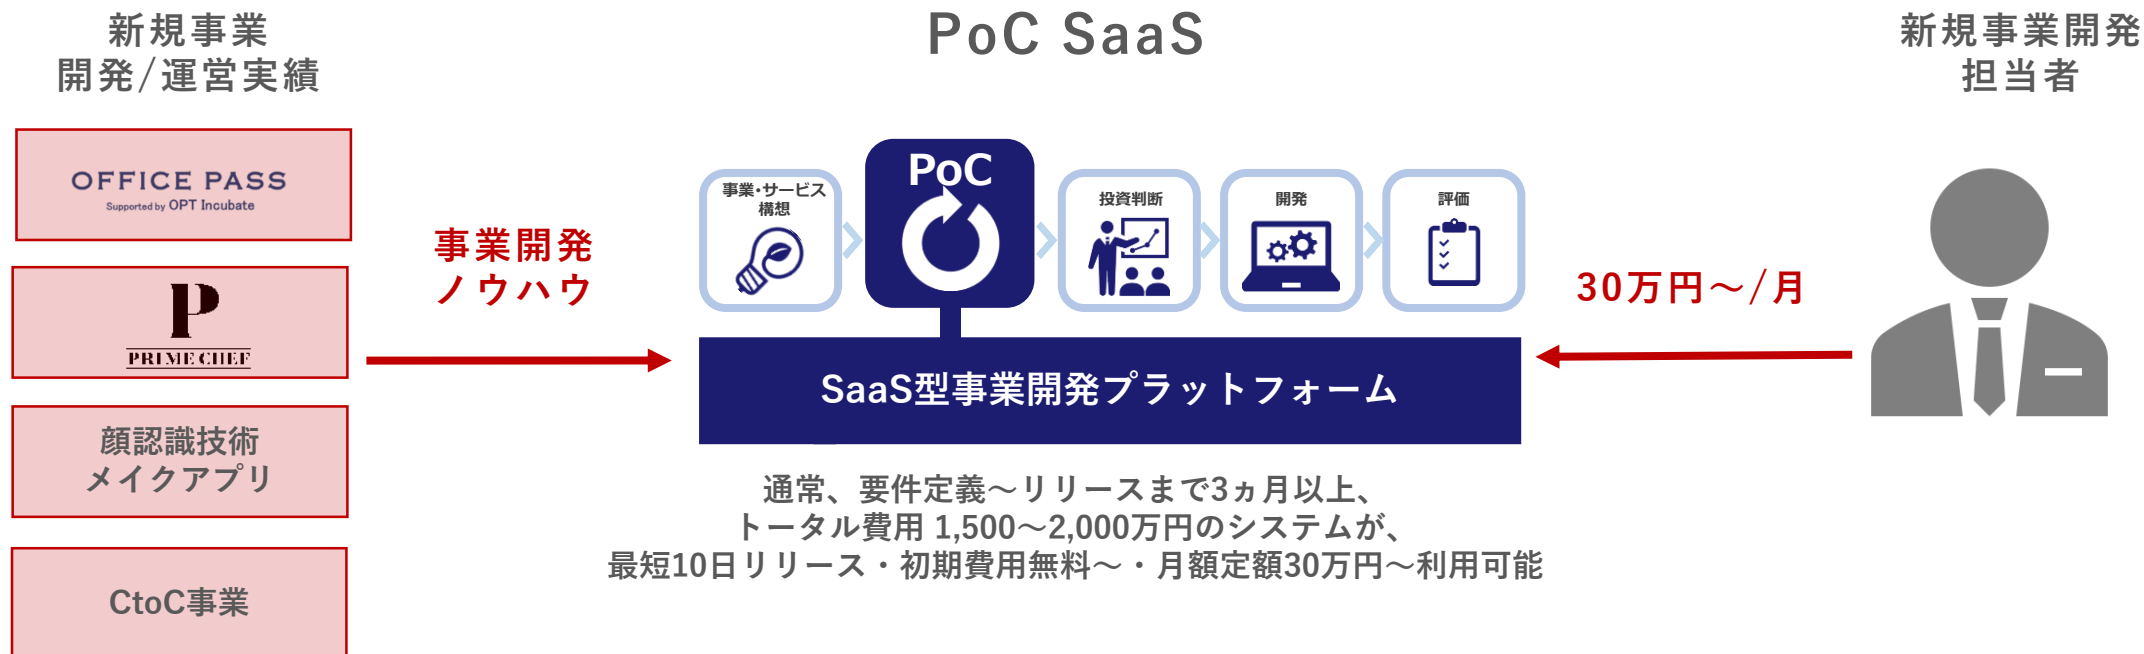 新規事業
開発/運営実績
OFFICE PASS
Supported by OPT Incubate
P
PRIME CHEF
顔認識技術
メイクアプリ
CtoC事業
事業開発
ノウハウ
PoC SaaS
事業・サービス
構想
PoC
投資判断
開発
評価
SaaS型事業開発プラットフォーム
通常、要件定義～リリースまで3ヵ月以上、
トータル費用 1,500～2,000万円のシステムが、
最短10日リリース・初期費用無料～・月額定額30万円～利用可能
30万円～/月
新規事業開発
担当者